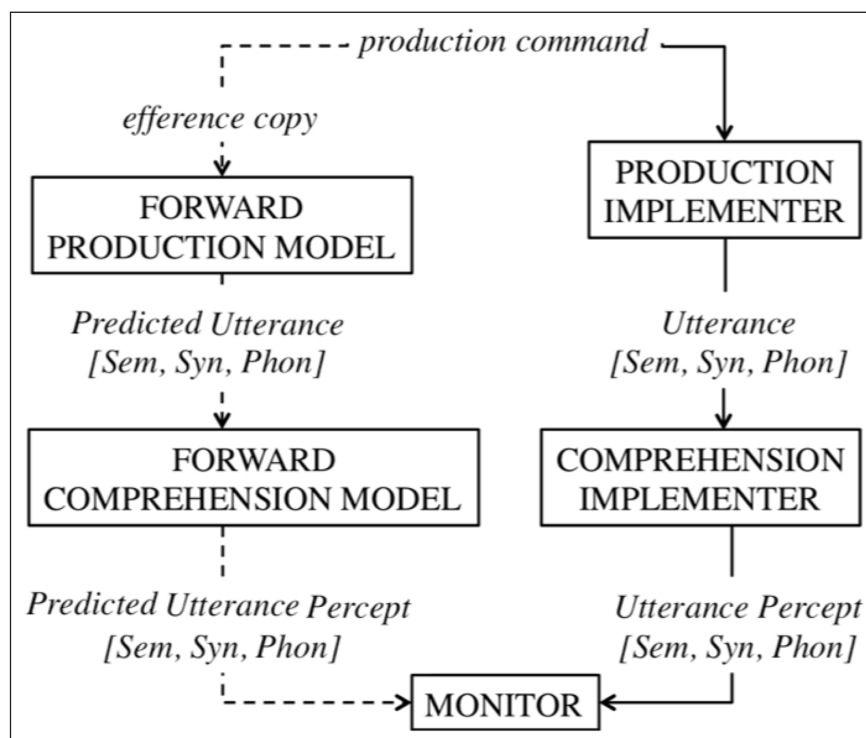 production command
efference copy
FORWARD
PRODUCTION MODEL
PRODUCTION
IMPLEMENTER
Predicted Utterance
[Sem, Syn, Phon]
Utterance
[Sem, Syn, Phon]
FORWARD
COMPREHENSION MODEL
COMPREHENSION
IMPLEMENTER
Predicted Utterance Percept
[Sem, Syn, Phon]
Utterance Percept
[Sem, Syn, Phon]
MONITOR